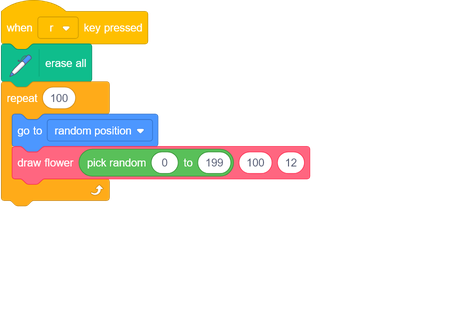 when r key pressed
erase all
repeat 100
go to random position
draw flower pick random 0 to 199 100 12